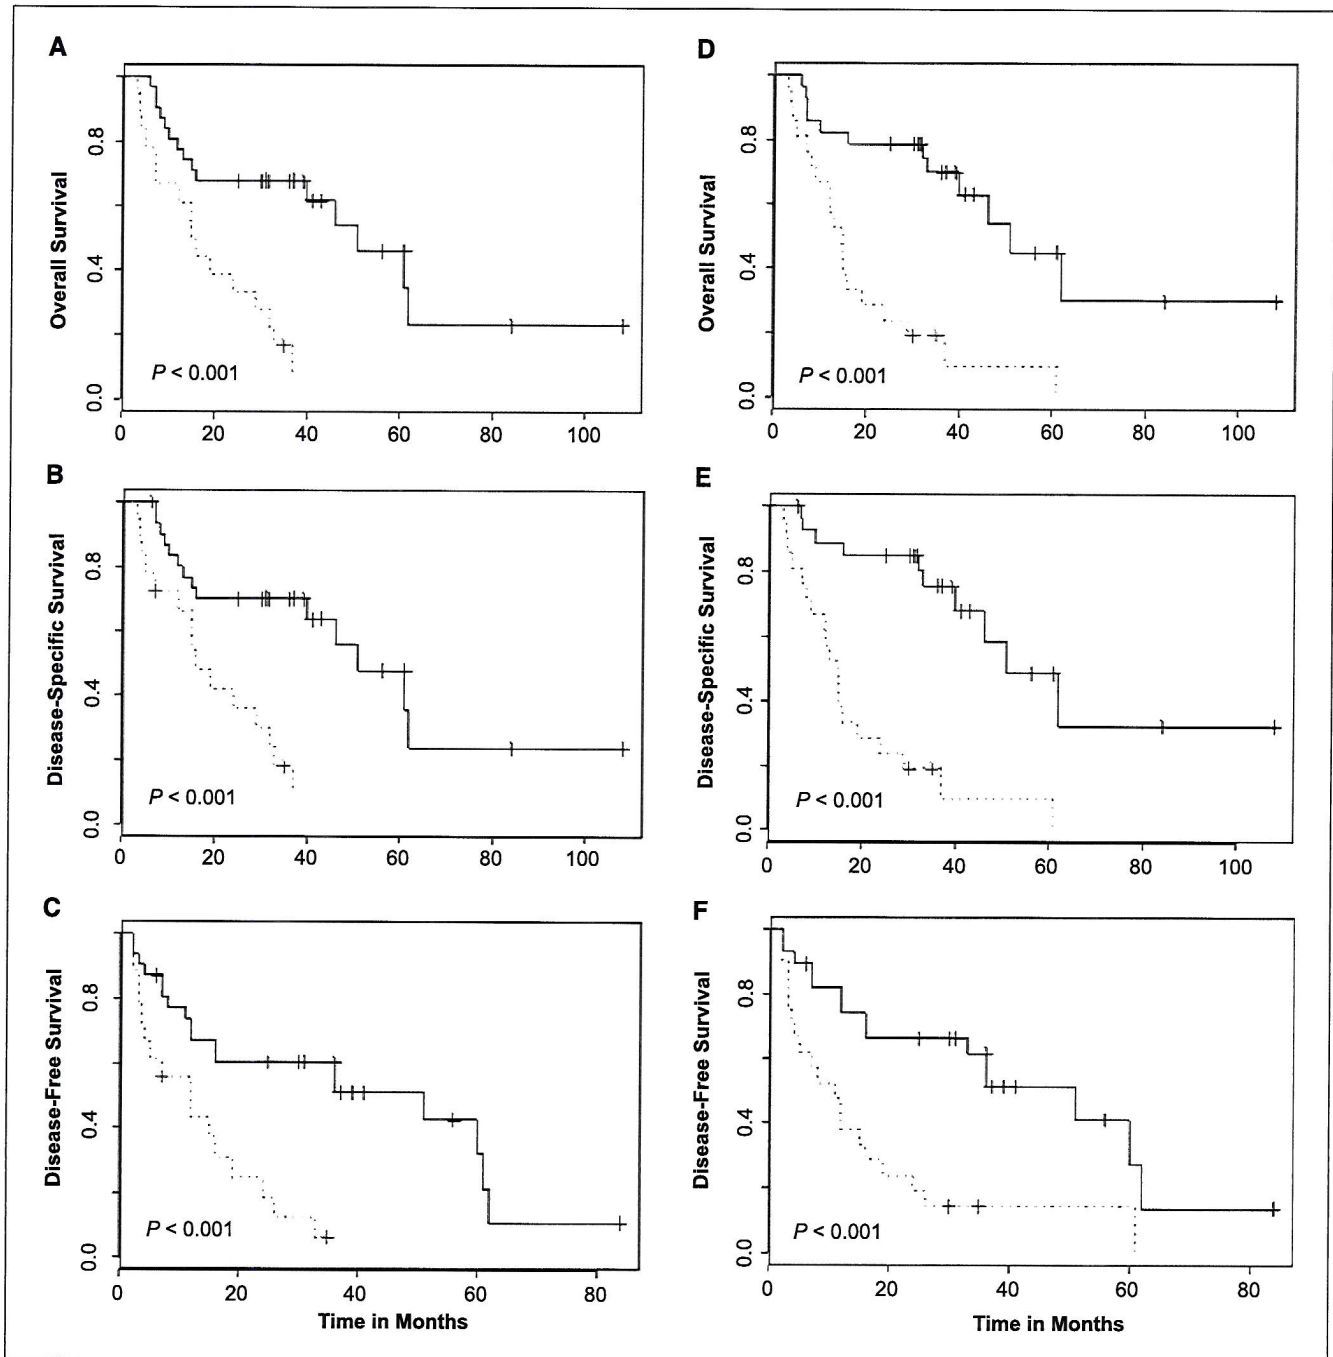 A
Overall Survival
0.8
0.4
0.0
P < 0.001
0 20 40 60 80 100
B
Disease-Specific Survival
0.8
0.4
0.0
P < 0.001
0 20 40 60 80 100
C
Disease-Free Survival
0.8
0.4
0.0
P < 0.001
0 20 40 60 80
Time in Months
D
Overall Survival
0.8
0.4
0.0
P < 0.001
0 20 40 60 80 100
E
Disease-Specific Survival
0.8
0.4
0.0
P < 0.001
0 20 40 60 80 100
F
Disease-Free Survival
0.8
0.4
0.0
P < 0.001
0 20 40 60 80
Time in Months